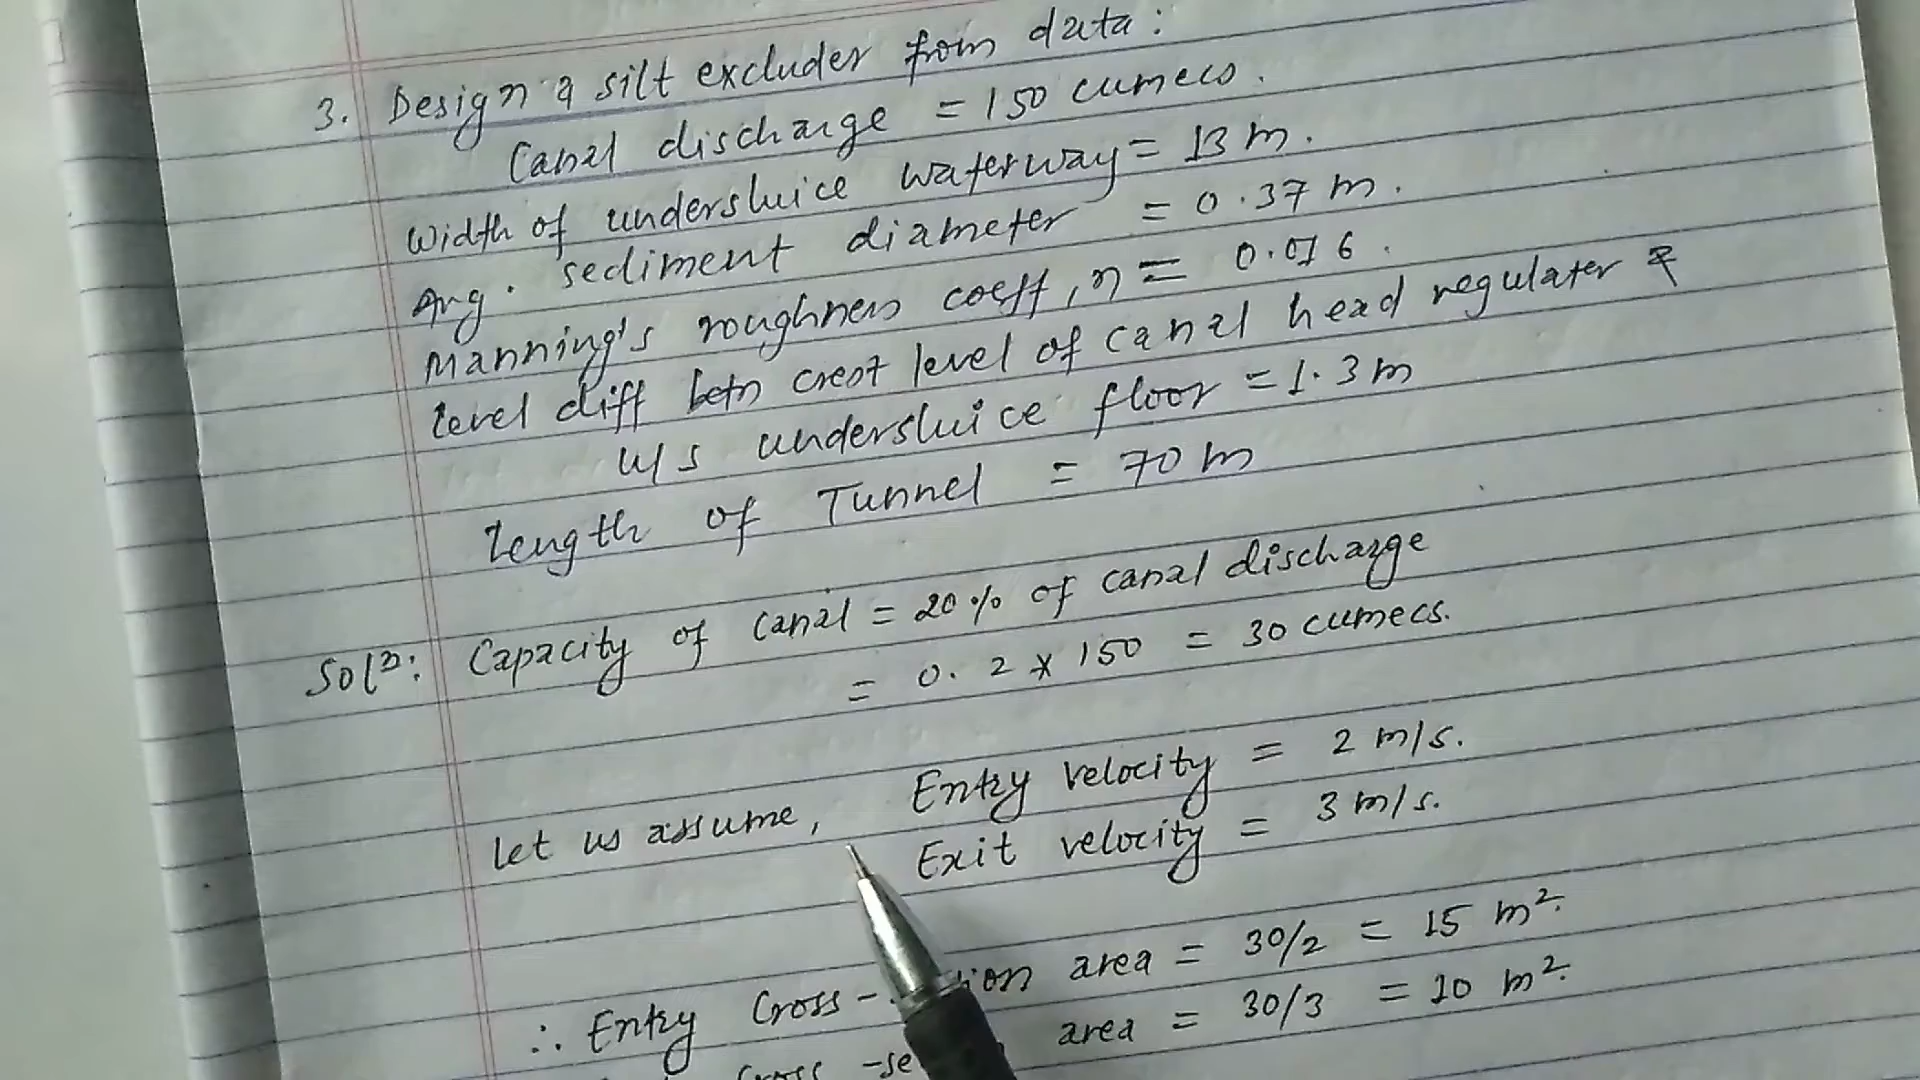 3. Design a silt excluder from data:
Canal discharge = 150 cumecs.
Width of undersluice waterway = 13 m.
Avg. sediment diameter = 0.37 m.
Manning's roughness coeff, n = 0.016.
Level diff betn crest level of canal head regulater &
u/s undersluice floor = 1.3 m
Length of Tunnel = 70 m
Solⁿ: Capacity of canal = 20% of canal discharge
= 0.2 * 150 = 30 cumecs.
Let us assume, Entry velocity = 2 m/s.
Exit velocity = 3 m/s.
∴ Entry Cross- tion area = 30/2 = 15 m².
Cross -se area = 30/3 = 10 m².